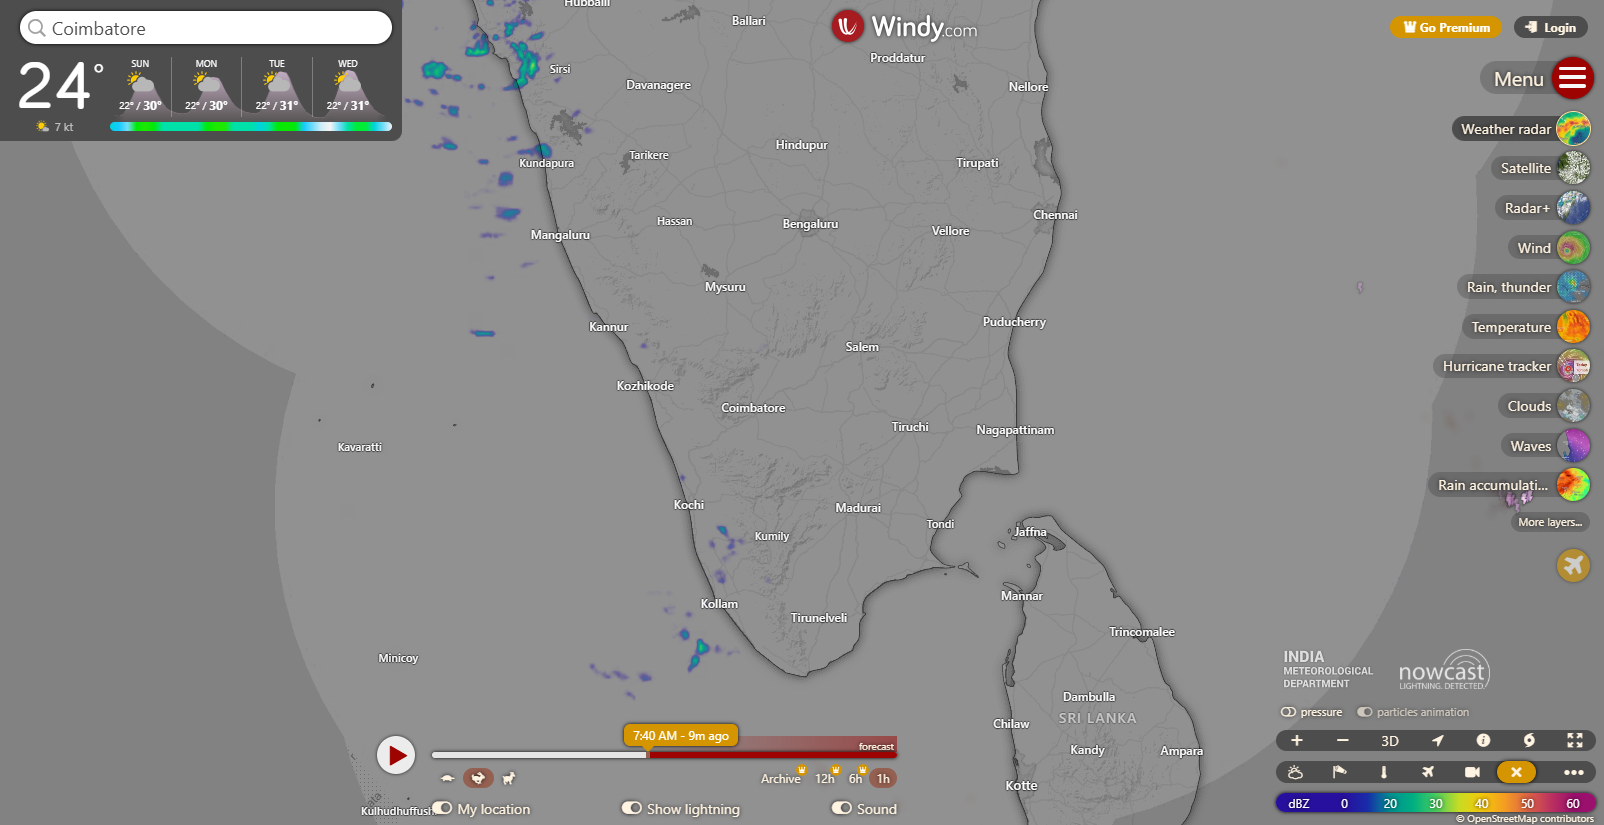 Coimbatore
24°
7 kt
SUN MON TUE WED
22° / 30° 22° / 30° 22° / 31° 22° / 31°
Windy.com
Go Premium
Login
Menu
Weather radar
Satellite
Radar+
Wind
Rain, thunder
Temperature
Hurricane tracker
Clouds
Waves
Rain accumulati...
More layers...
Hubballi
Ballari
Proddatur
Sirsi
Davanagere
Nellore
Hindupur
Tarikere
Kundapura
Tirupati
Chennai
Hassan
Bengaluru
Mangaluru
Vellore
Mysuru
Puducherry
Kannur
Salem
Kozhikode
Coimbatore
Tiruchi
Nagapattinam
Kavaratti
Kochi
Madurai
Tondi
Kumily
Jaffna
Mannar
Kollam
Tirunelveli
Trincomalee
Minicoy
Dambulla
SRI LANKA
Chilaw
Kandy
Ampara
Kotte
Kulhudhuffush
INDIA
METEOROLOGICAL
DEPARTMENT
nowcast
LIGHTNING. DETECTED.
pressure
particles animation
3D
7:40 AM - 9m ago
forecast
Archive 12h 6h 1h
My location
Show lightning
Sound
dBZ 0 20 30 40 50 60
© OpenStreetMap contributors